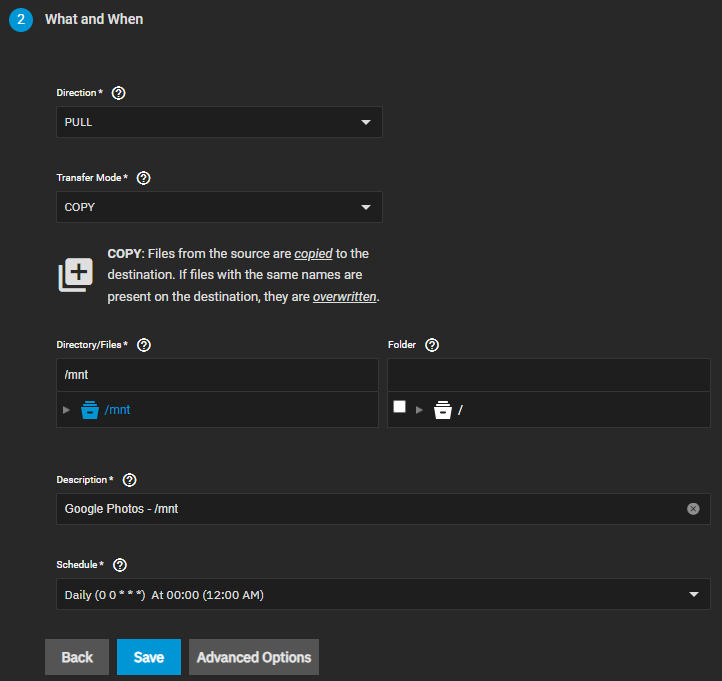 2 What and When
Direction *
PULL
Transfer Mode *
COPY
COPY: Files from the source are copied to the
destination. If files with the same names are
present on the destination, they are overwritten.
Directory/Files *
Folder
/mnt
/mnt
/
Description *
Google Photos - /mnt
Schedule *
Daily (0 0 * * *) At 00:00 (12:00 AM)
Back
Save
Advanced Options